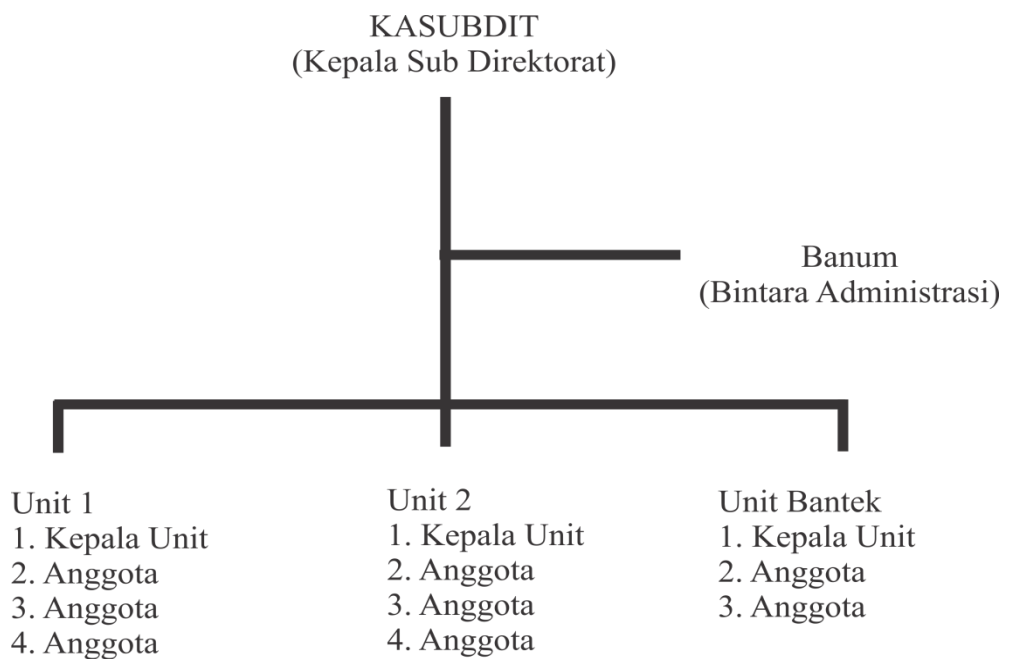 KASUBDIT
(Kepala Sub Direktorat)
Banum
(Bintara Administrasi)
Unit 1
1. Kepala Unit
2. Anggota
3. Anggota
4. Anggota
Unit 2
1. Kepala Unit
2. Anggota
3. Anggota
4. Anggota
Unit Bantek
1. Kepala Unit
2. Anggota
3. Anggota